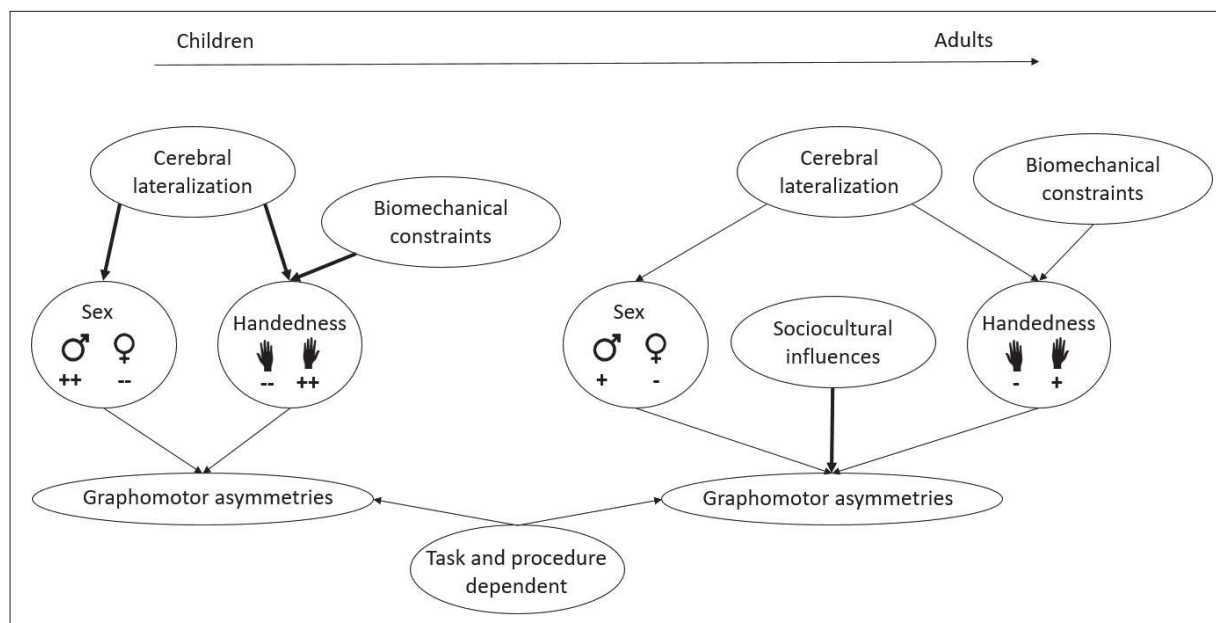 Children
Adults
Cerebral
lateralization
Biomechanical
constraints
Sex
++ --
Handedness
-- ++
Graphomotor asymmetries
Cerebral
lateralization
Biomechanical
constraints
Sex
+ -
Sociocultural
influences
Handedness
- +
Graphomotor asymmetries
Task and procedure
dependent